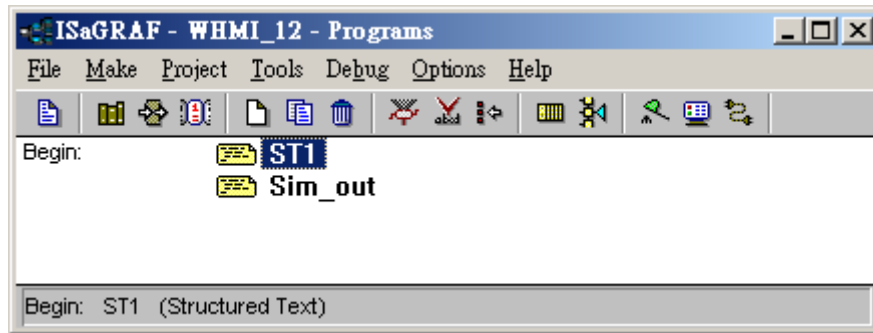 ISaGRAF - WHMI_12 - Programs
File Make Project Tools Debug Options Help
Begin: ST1
Sim_out
Begin: ST1 (Structured Text)